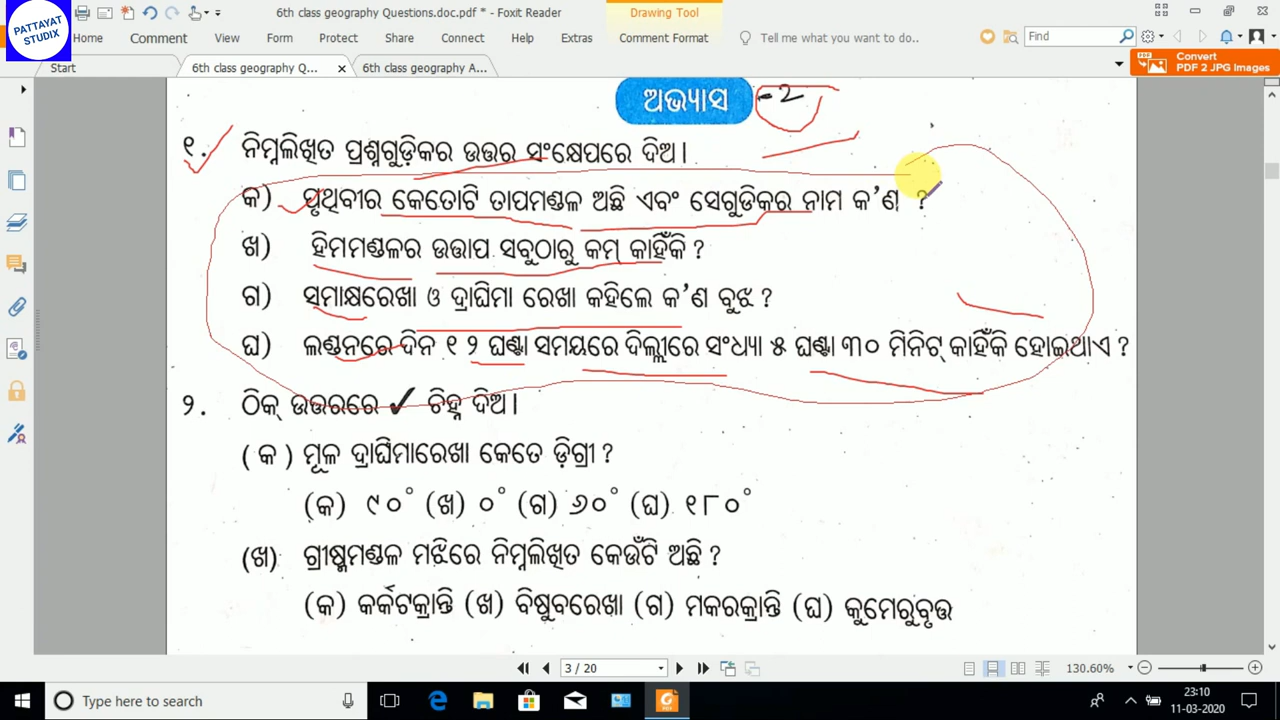 PATTAYAT
STUDIX
6th class geography Questions.doc.pdf * - Foxit Reader
Drawing Tool
Home Comment View Form Protect Share Connect Help Extras Comment Format Tell me what you want to do.. Find
Start 6th class geography Q... 6th class geography A...
Convert
PDF 2 JPG Images
ଅଭ୍ୟାସ -2
୧. ନିମ୍ନଲିଖିତ ପ୍ରଶ୍ନଗୁଡ଼ିକର ଉତ୍ତର ସଂକ୍ଷେପରେ ଦିଅ।
କ) ପୃଥିବୀର କେତୋଟି ତାପମଣ୍ଡଳ ଅଛି ଏବଂ ସେଗୁଡିକର ନାମ କ'ଣ ?
ଖ) ହିମମଣ୍ଡଳର ଉତ୍ତାପ ସବୁଠାରୁ କମ୍ କାହିଁକି ?
ଗ) ସମାକ୍ଷରେଖା ଓ ଦ୍ରାଘିମା ରେଖା କହିଲେ କ'ଣ ବୁଝ ?
ଘ) ଲଣ୍ଡନରେ ଦିନ ୧୨ ଘଣ୍ଟା ସମୟରେ ଦିଲ୍ଲୀରେ ସଂଧ୍ୟା ୫ ଘଣ୍ଟା ୩୦ ମିନିଟ୍ କାହିଁକି ହୋଇଥାଏ ?
୨. ଠିକ୍ ଉତ୍ତରରେ ✓ ଚିହ୍ନ ଦିଅ।
(କ) ମୂଳ ଦ୍ରାଘିମାରେଖା କେତେ ଡ଼ିଗ୍ରୀ ?
(କ) ୯୦° (ଖ) ୦° (ଗ) ୬୦° (ଘ) ୧୮୦°
(ଖ) ଗ୍ରୀଷ୍ମମଣ୍ଡଳ ମଝିରେ ନିମ୍ନଲିଖିତ କେଉଁଟି ଅଛି ?
(କ) କର୍କଟକ୍ରାନ୍ତି (ଖ) ବିଷୁବରେଖା (ଗ) ମକରକ୍ରାନ୍ତି (ଘ) କୁମେରୁବୃତ୍ତ
3 / 20 130.60%
Type here to search
23:10
11-03-2020